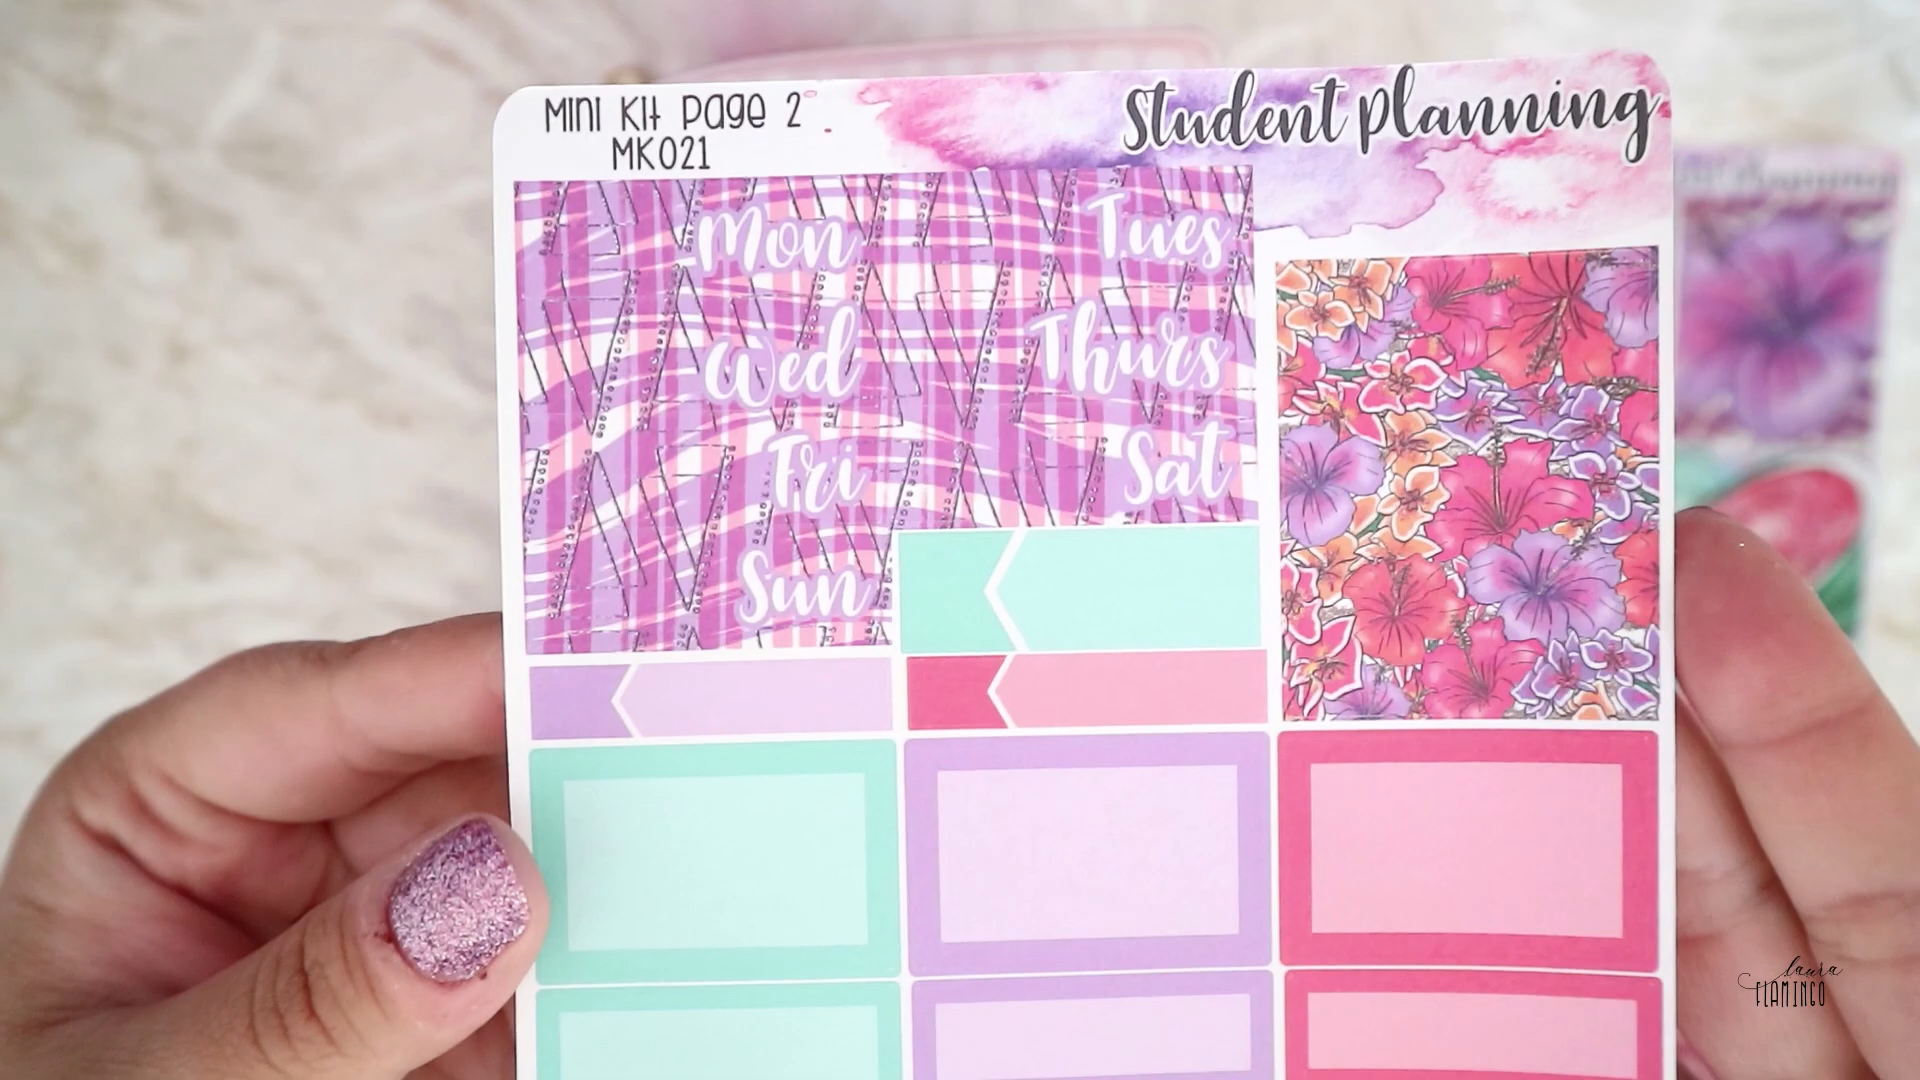 Mini Kit Page 2
MK021
Student Planning
Mon
Tues
Wed
Thurs
Fri
Sat
Sun
laura
FLAMINGO